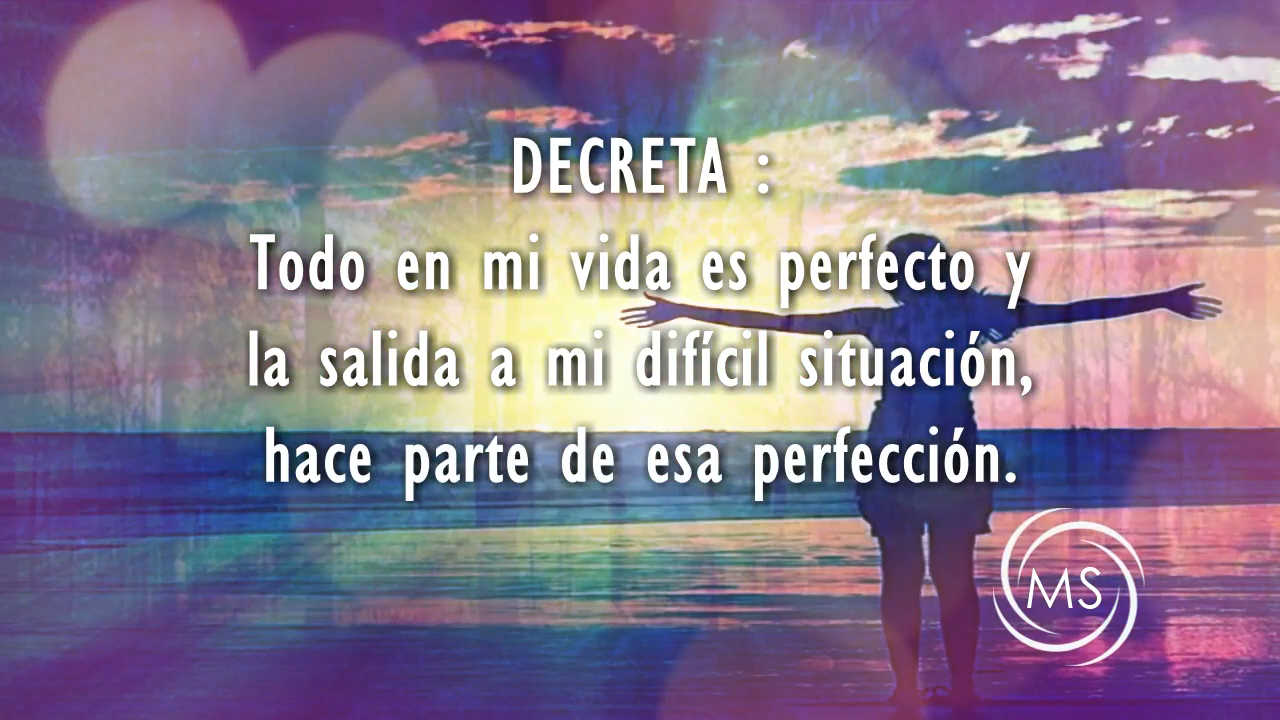 DECRETA :
Todo en mi vida es perfecto y
la salida a mi difícil situación,
hace parte de esa perfección.
MS